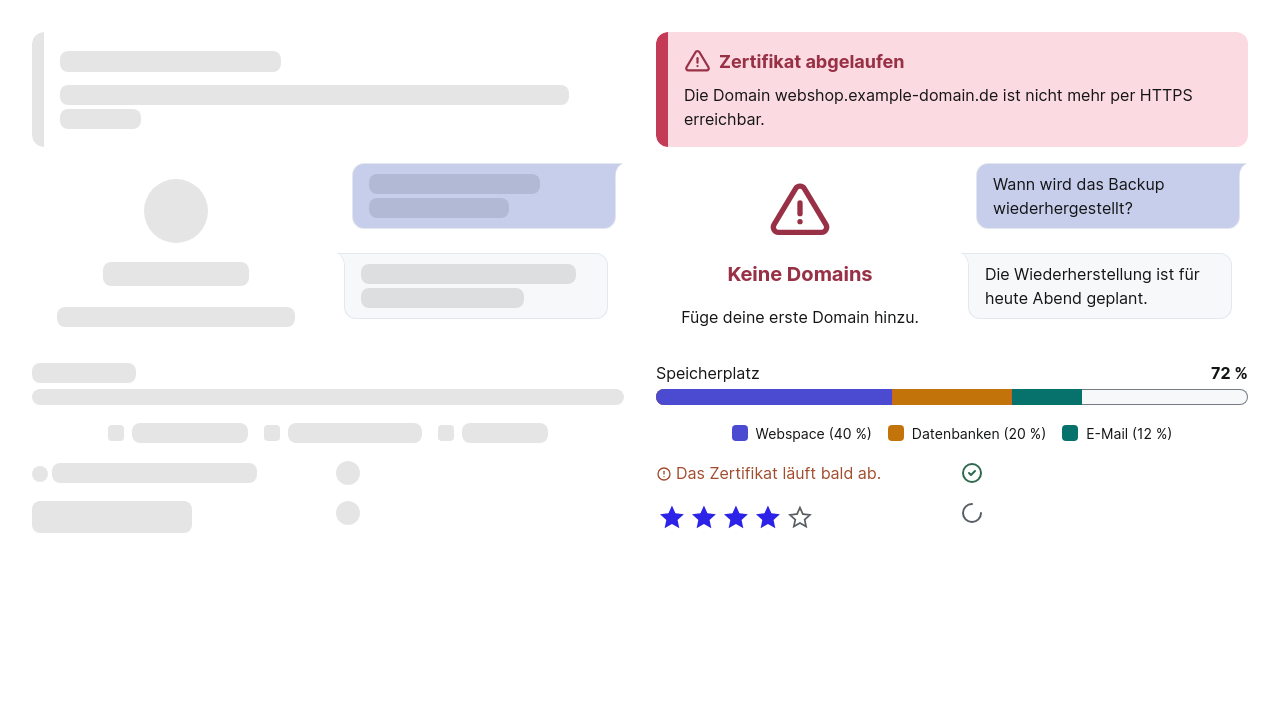 Zertifikat abgelaufen
Die Domain webshop.example-domain.de ist nicht mehr per HTTPS
erreichbar.
Wann wird das Backup
wiederhergestellt?
Keine Domains
Füge deine erste Domain hinzu.
Die Wiederherstellung ist für
heute Abend geplant.
Speicherplatz 72 %
Webspace (40 %) Datenbanken (20 %) E-Mail (12 %)
Das Zertifikat läuft bald ab.